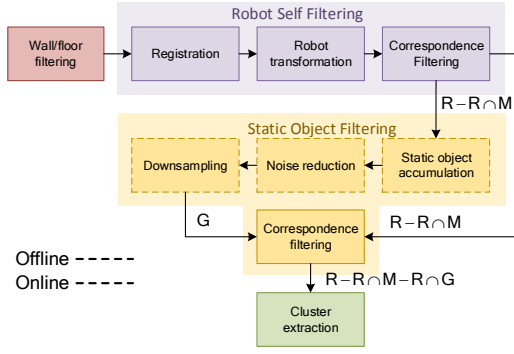 Robot Self Filtering
Wall/floor
filtering
Registration
Robot
transformation
Correspondence
Filtering
R−R∩M
Static Object Filtering
Downsampling
Noise reduction
Static object
accumulation
G
Correspondence
filtering
R−R∩M
Offline
Online
R−R∩M−R∩G
Cluster
extraction